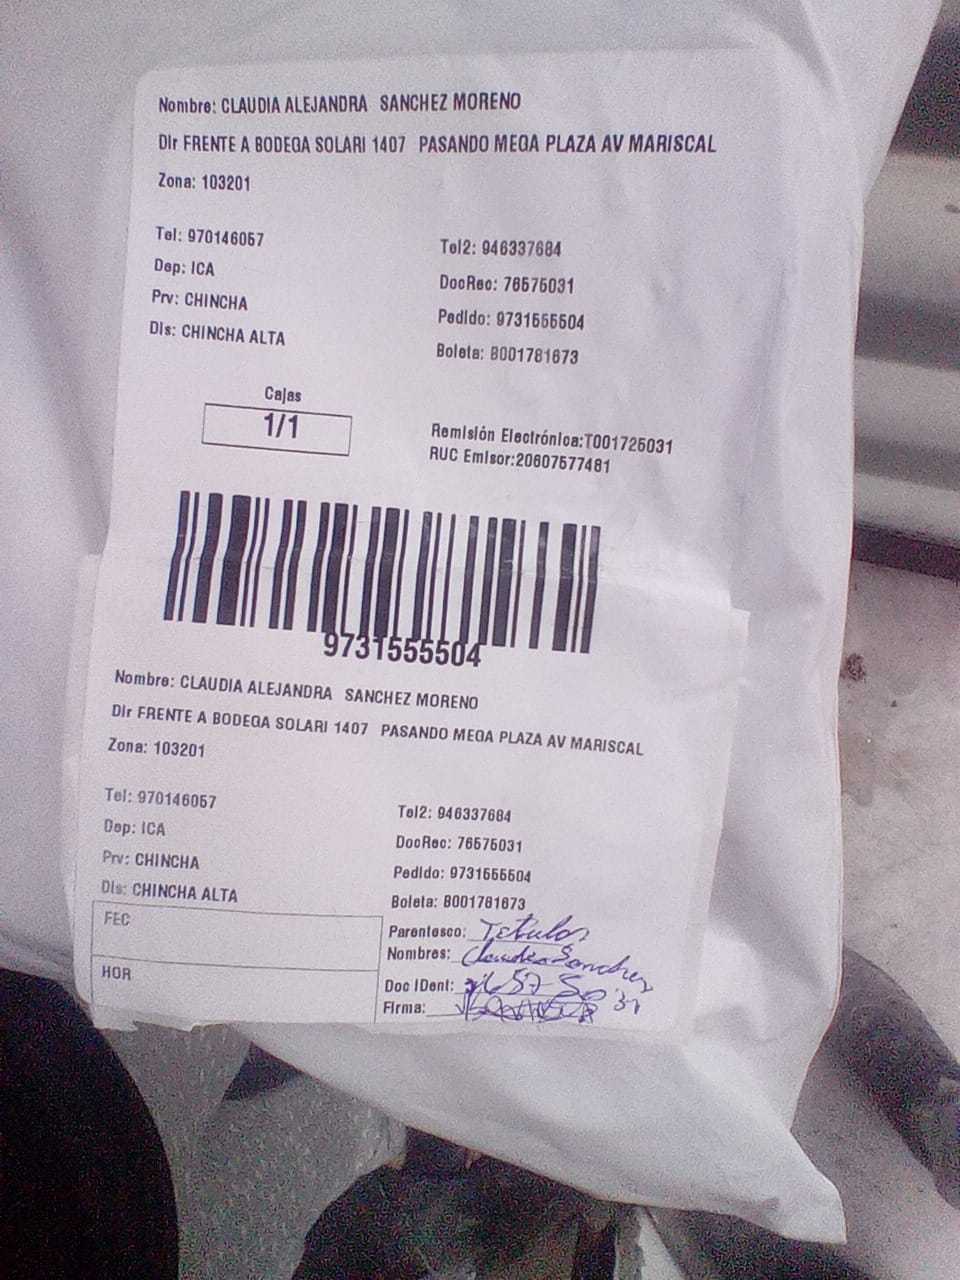 Nombre: CLAUDIA ALEJANDRA SANCHEZ MORENO
Dir FRENTE A BODEGA SOLARI 1407 PASANDO MEGA PLAZA AV MARISCAL
Zona: 103201
Tel: 970146057
Tel2: 946337684
Dep: ICA
DocRec: 76575031
Prv: CHINCHA
Pedido: 9731555504
Dis: CHINCHA ALTA
Boleta: B001781673
Cajas
1/1
Remisión Electrónica:T001725031
RUC Emisor:20607577481
9731555504
Nombre: CLAUDIA ALEJANDRA SANCHEZ MORENO
Dir FRENTE A BODEGA SOLARI 1407 PASANDO MEGA PLAZA AV MARISCAL
Zona: 103201
Tel: 970146057
Tel2: 946337684
Dep: ICA
DocRec: 76575031
Prv: CHINCHA
Pedido: 9731555504
Dis: CHINCHA ALTA
Boleta: B001781673
FEC
Parentesco: Titular
Nombres: Claudia Sanchez
HOR
Doc IDent:
Firma: